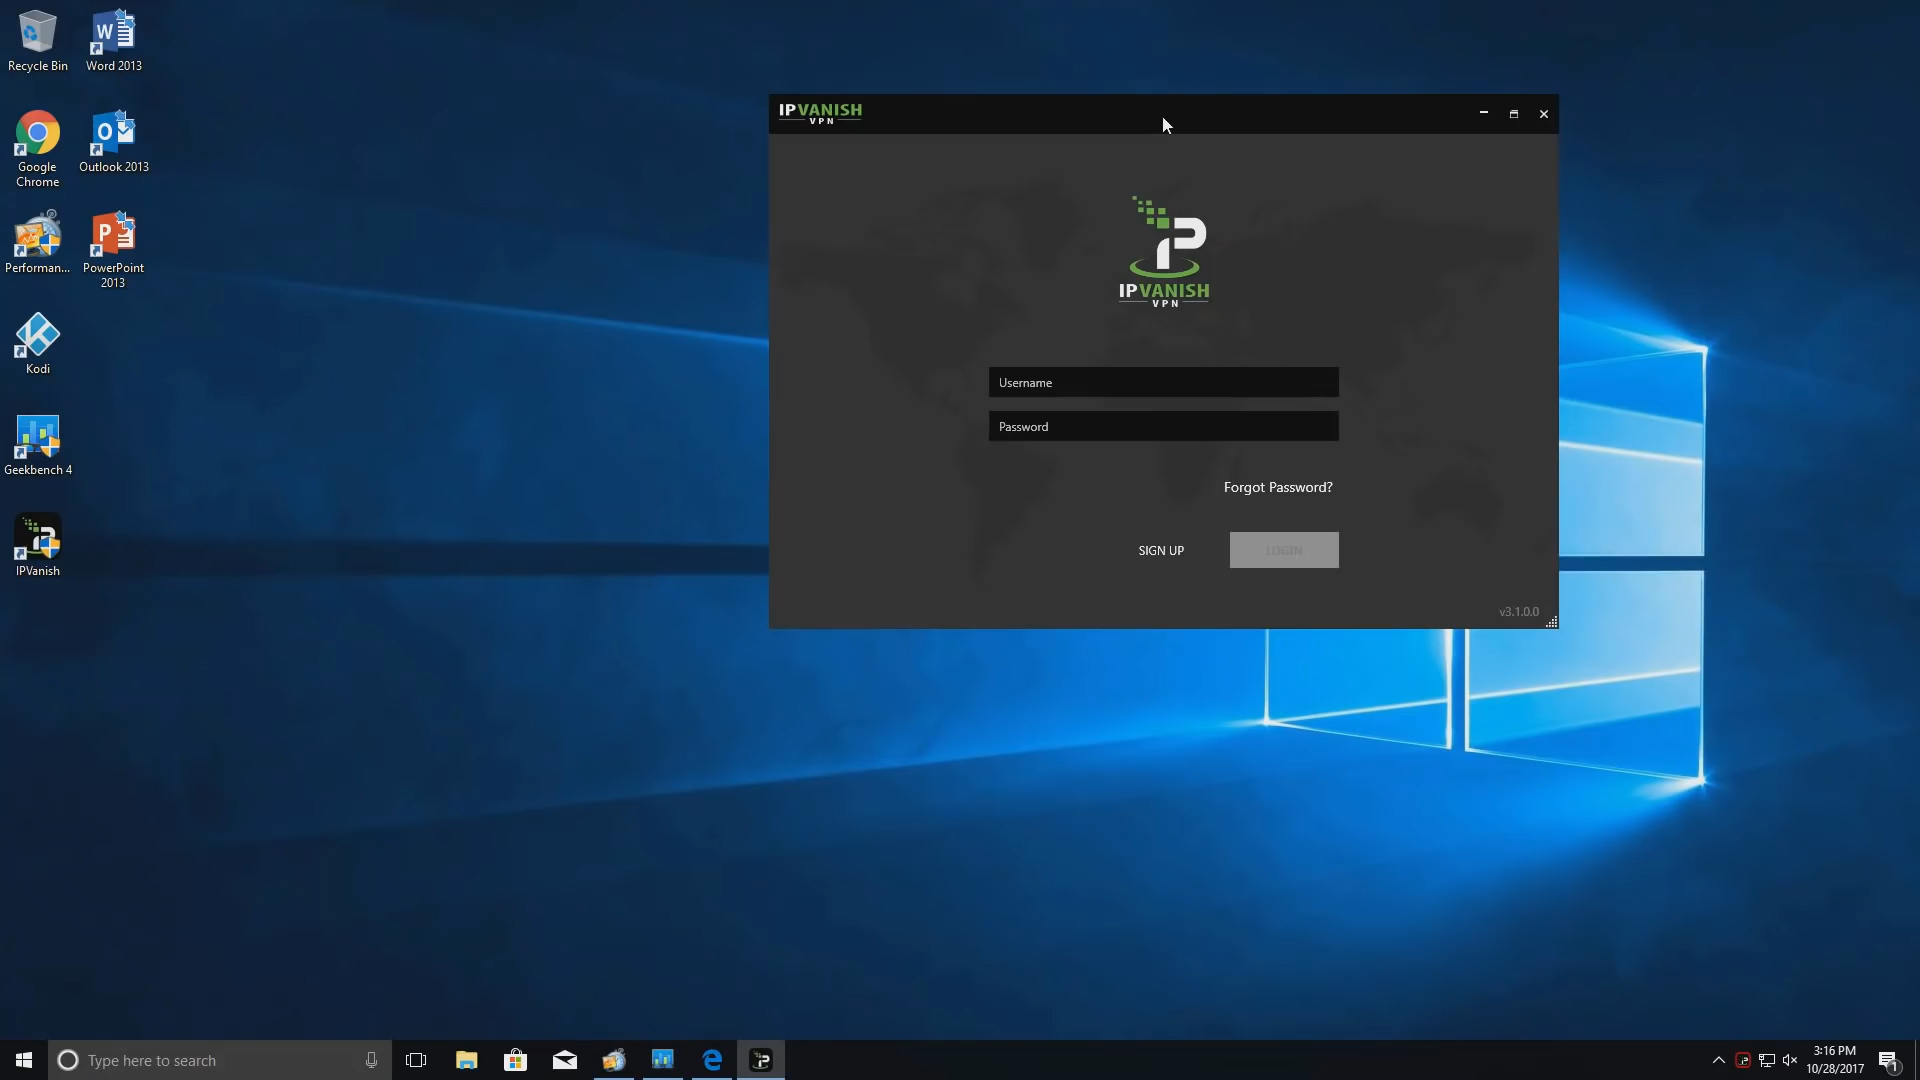 Recycle Bin
Word 2013
Google
Chrome
Outlook 2013
Performan...
PowerPoint
2013
Kodi
Geekbench 4
IPVanish
IPVANISH
VPN
IPVANISH
VPN
Username
Password
Forgot Password?
SIGN UP
LOGIN
v3.1.0.0
Type here to search
3:16 PM
10/28/2017
1